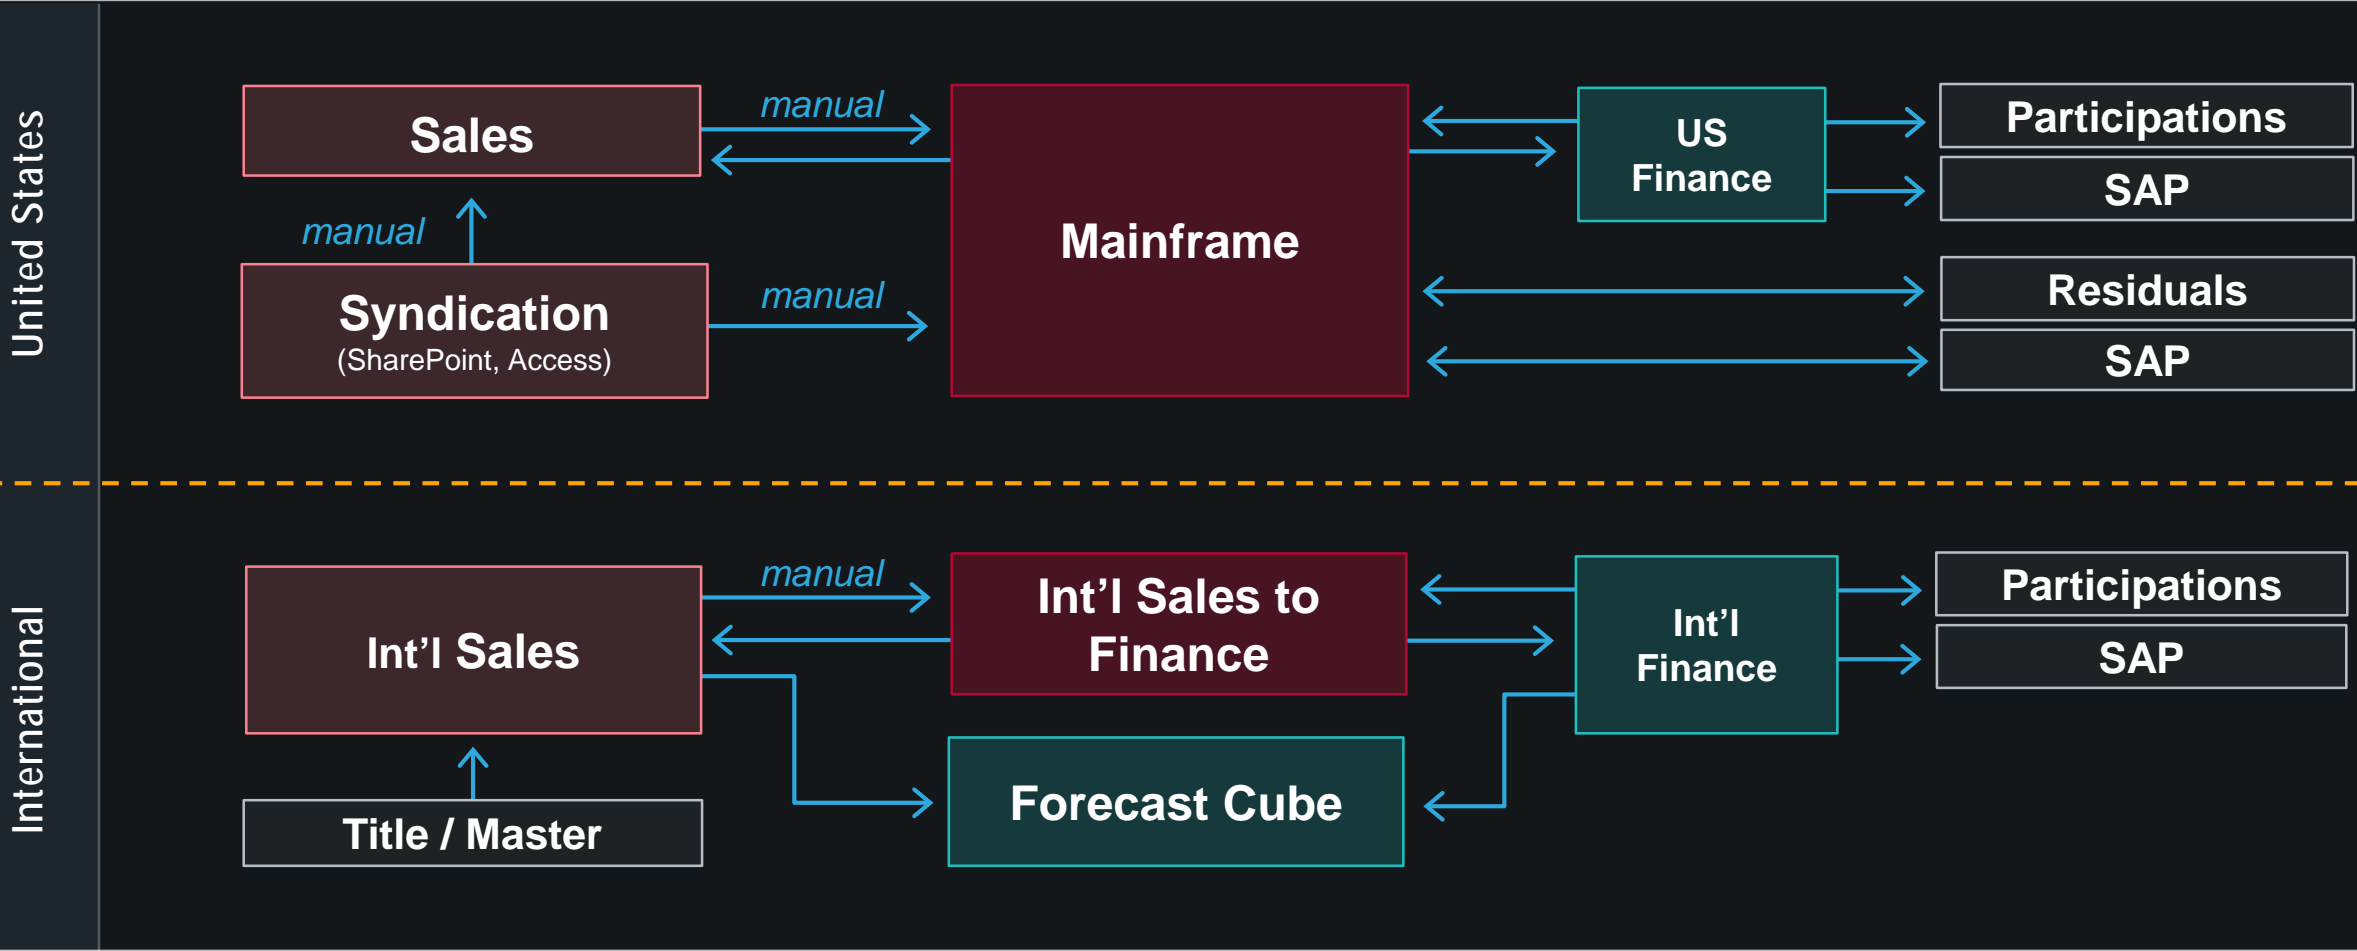 United States
Sales
manual
manual
Syndication
(SharePoint, Access)
manual
Mainframe
US
Finance
Participations
SAP
Residuals
SAP
International
Int’l Sales
manual
Title / Master
Int’l Sales to
Finance
Forecast Cube
Int’l
Finance
Participations
SAP